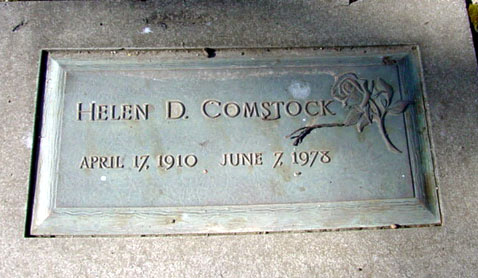 Helen D. Comstock
April 17, 1910 June 7, 1978